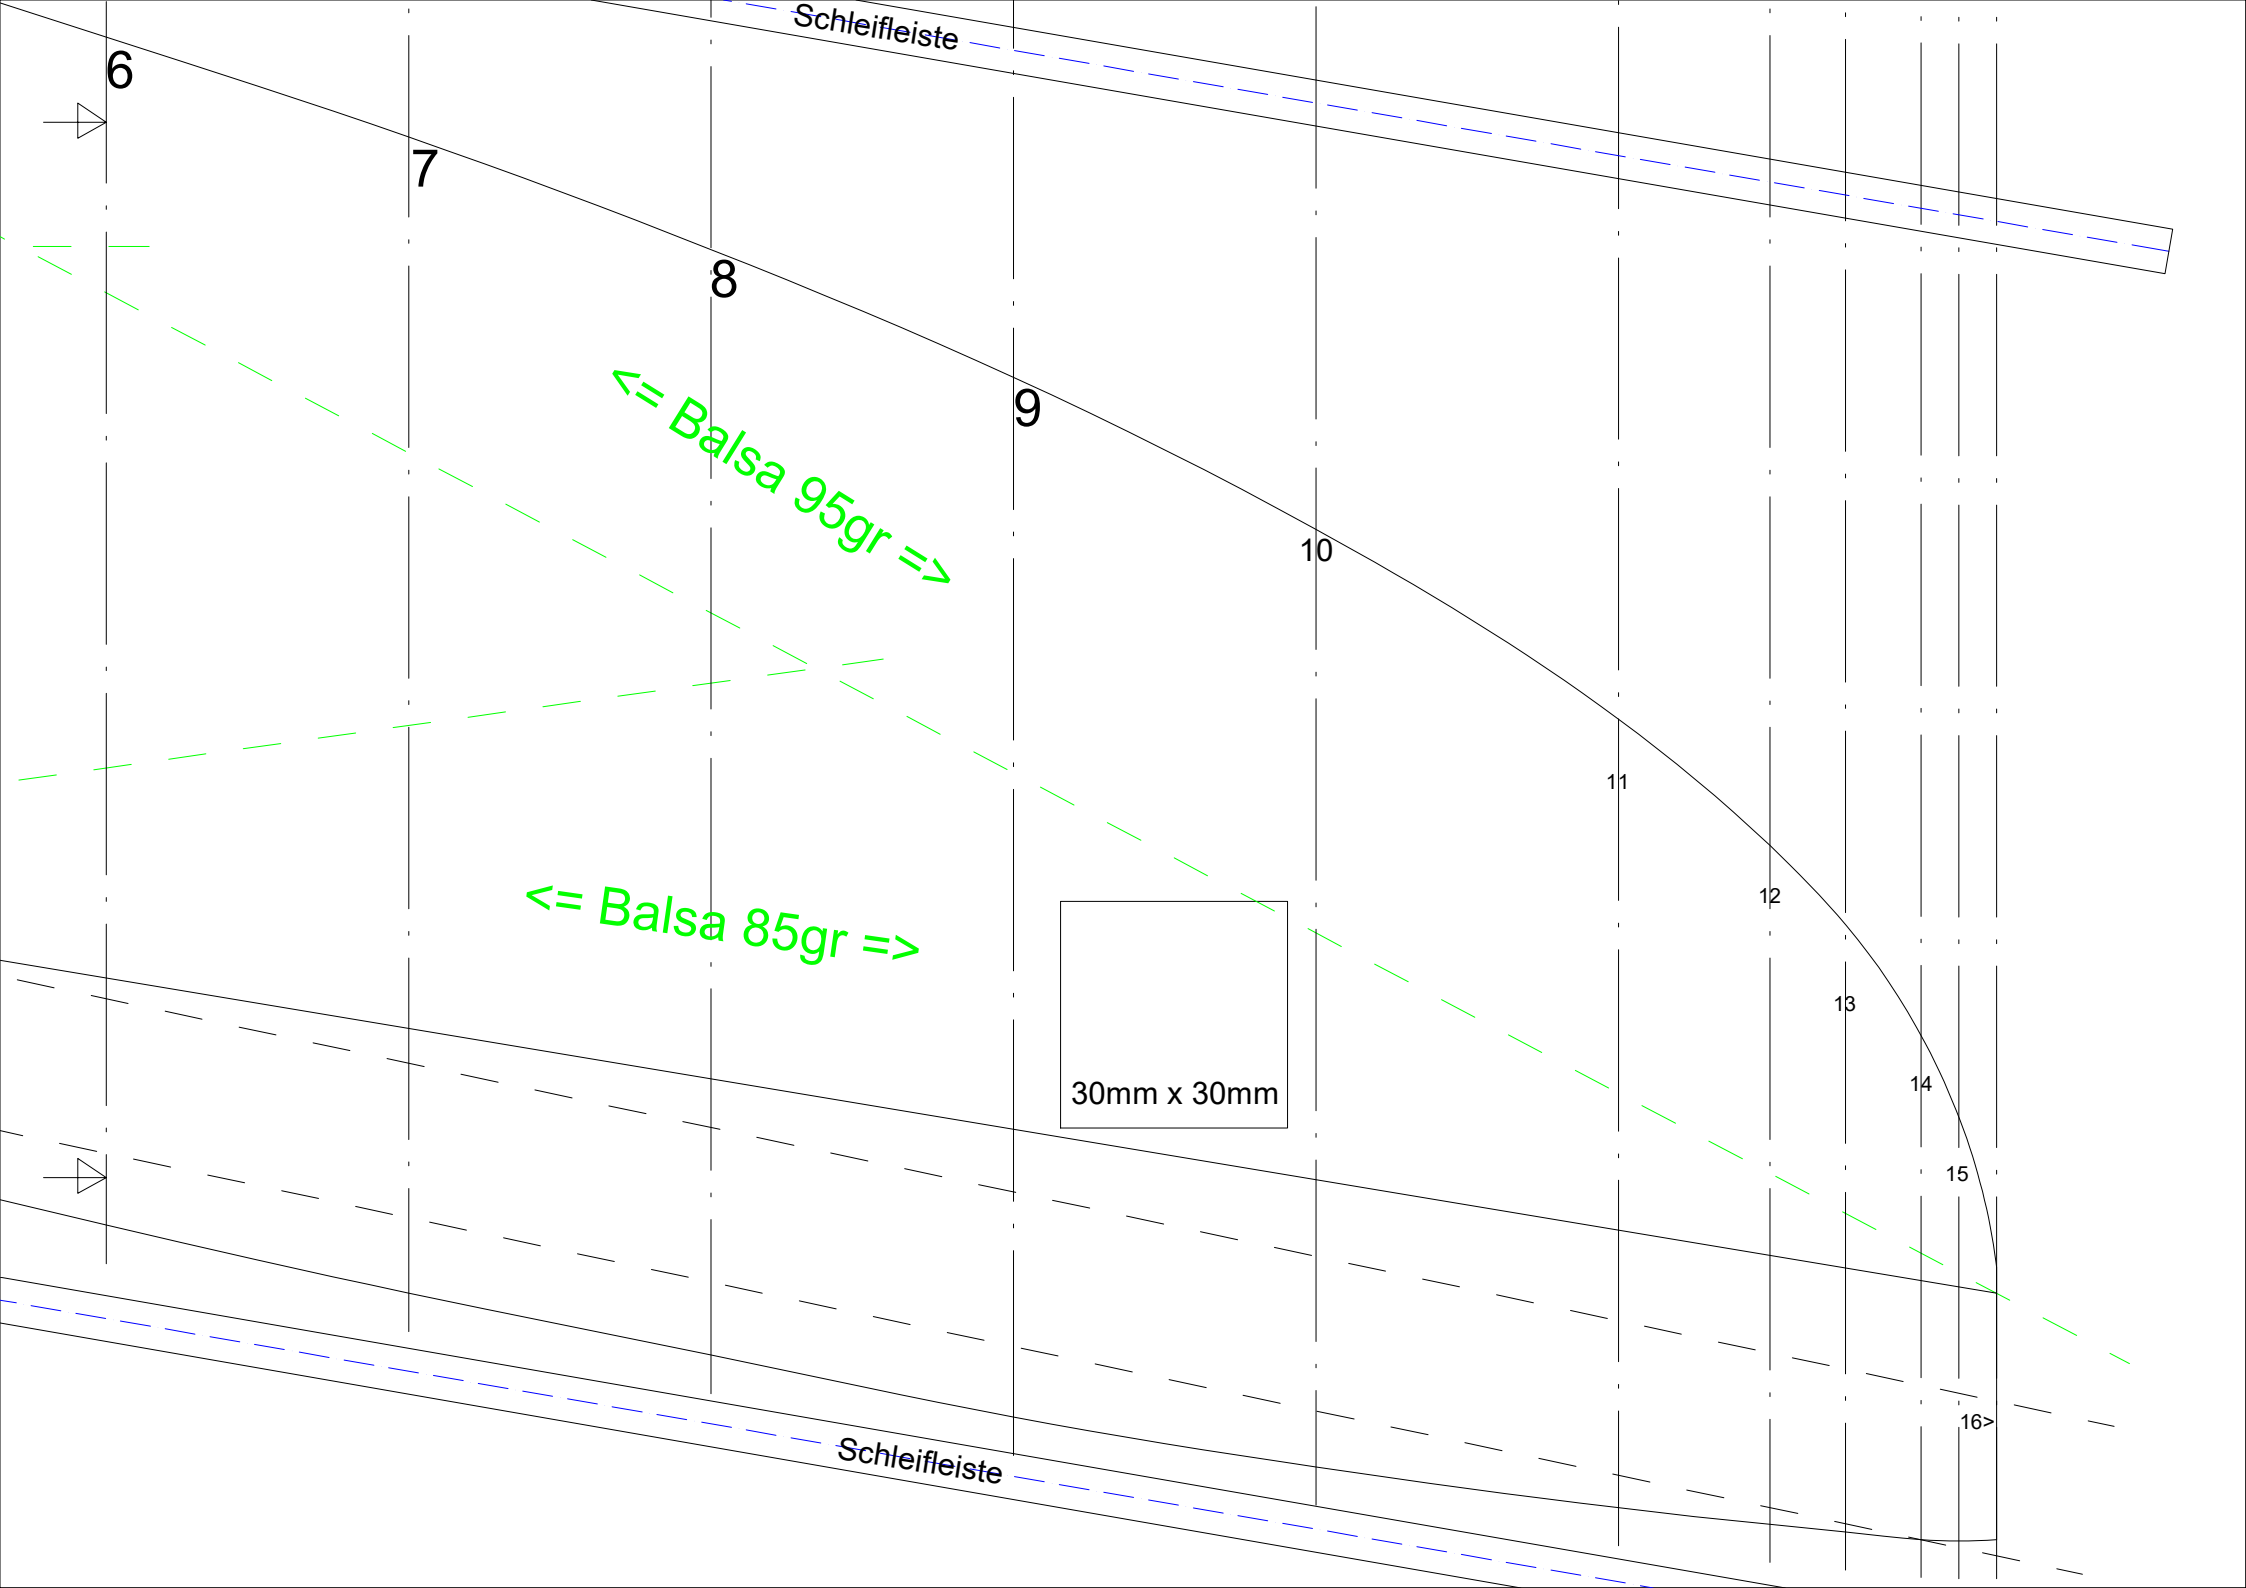 Schleifleiste
6
7
8
<= Balsa 95gr =>
9
10
11
12
<= Balsa 85gr =>
13
14
30mm x 30mm
15
16>
Schleifleiste